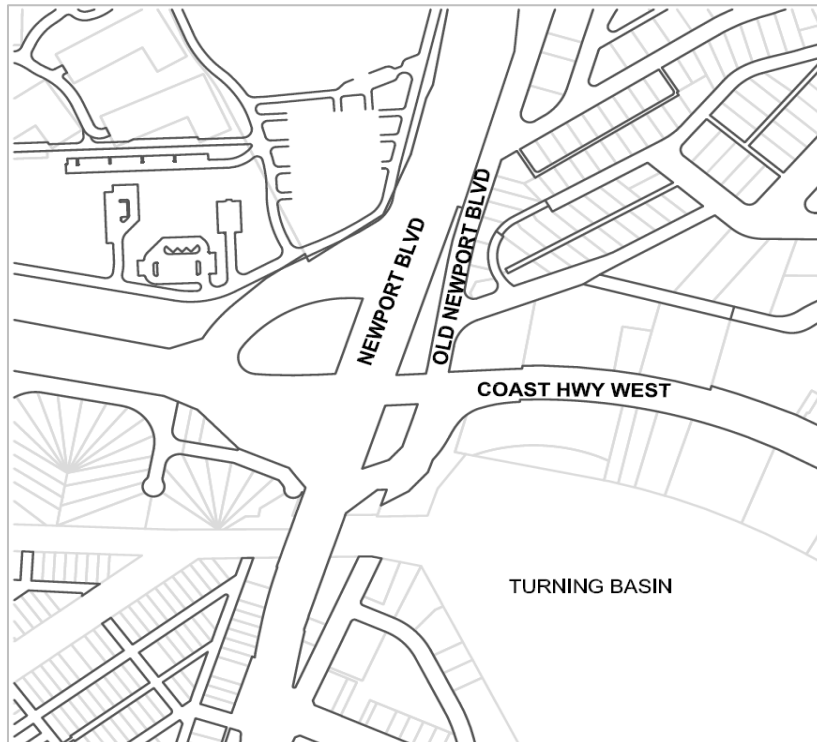 NEWPORT BLVD
OLD NEWPORT BLVD
COAST HWY WEST
TURNING BASIN